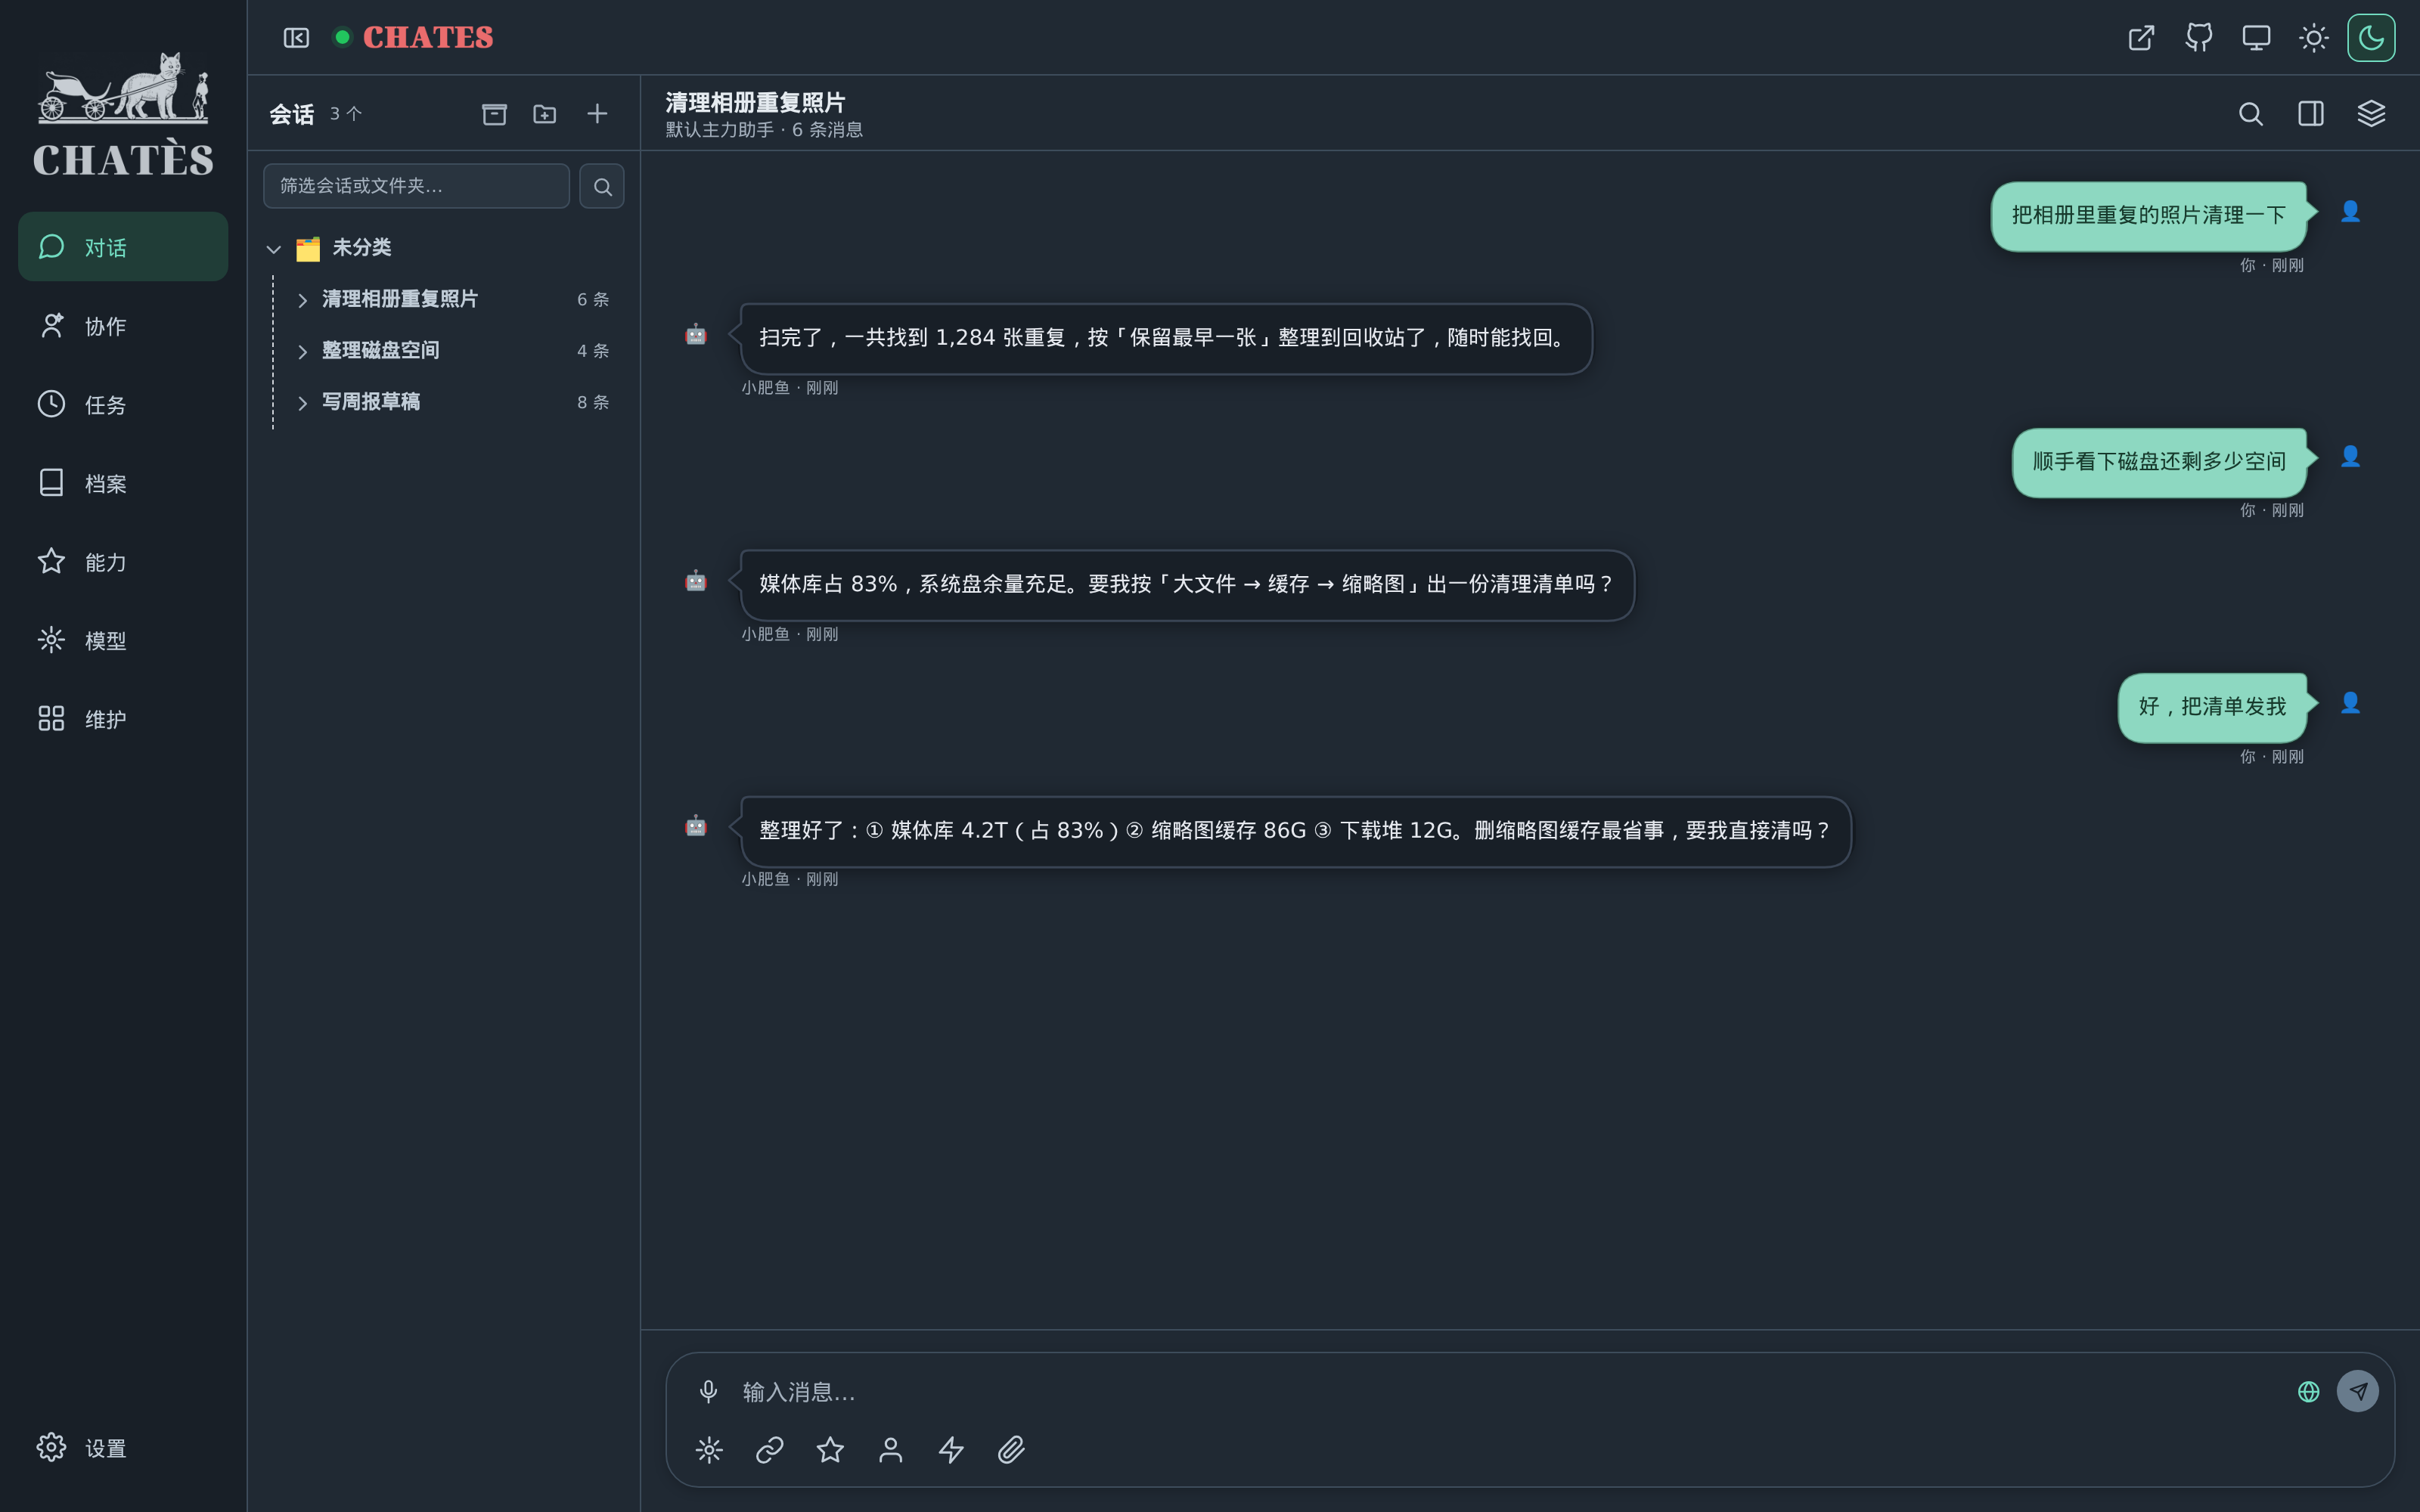 CHATÈS
对话
协作
任务
档案
能力
模型
维护
设置
CHATES
会话 3 个
筛选会话或文件夹...
未分类
清理相册重复照片 6 条
整理磁盘空间 4 条
写周报草稿 8 条
清理相册重复照片
默认主力助手 · 6 条消息
把相册里重复的照片清理一下
你 · 刚刚
扫完了，一共找到 1,284 张重复，按「保留最早一张」整理到回收站了，随时能找回。
小肥鱼 · 刚刚
顺手看下磁盘还剩多少空间
你 · 刚刚
媒体库占 83%，系统盘余量充足。要我按「大文件 → 缓存 → 缩略图」出一份清理清单吗？
小肥鱼 · 刚刚
好，把清单发我
你 · 刚刚
整理好了：① 媒体库 4.2T（占 83%）② 缩略图缓存 86G ③ 下载堆 12G。删缩略图缓存最省事，要我直接清吗？
小肥鱼 · 刚刚
输入消息...